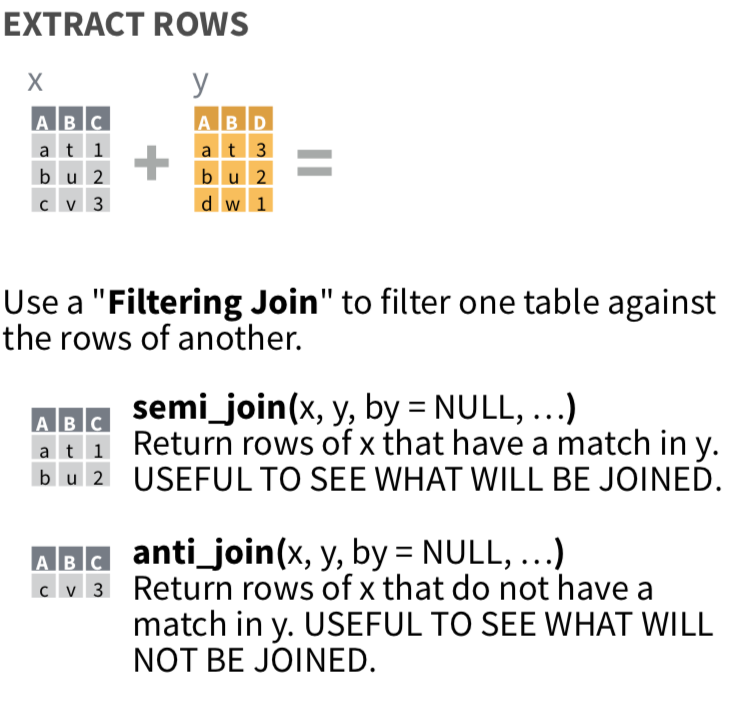 EXTRACT ROWS
x y
A B C A B D
a t 1 + a t 3 =
b u 2 b u 2
c v 3 d w 1
Use a "Filtering Join" to filter one table against
the rows of another.
A B C
a t 1
b u 2
semi_join(x, y, by = NULL, …)
Return rows of x that have a match in y.
USEFUL TO SEE WHAT WILL BE JOINED.
A B C
c v 3
anti_join(x, y, by = NULL, …)
Return rows of x that do not have a
match in y. USEFUL TO SEE WHAT WILL
NOT BE JOINED.